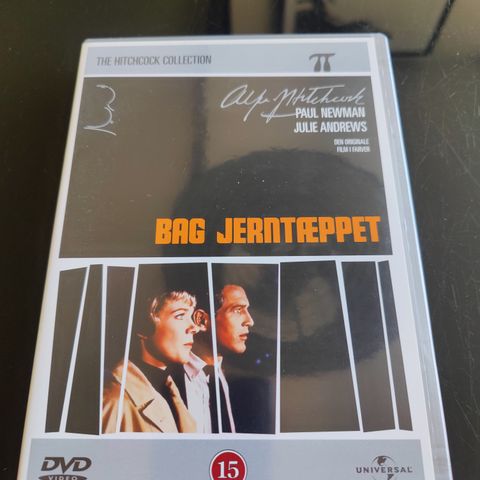 THE HITCHCOCK COLLECTION
Alfred Hitchcock
PAUL NEWMAN
JULIE ANDREWS
DEN ORIGINALE
FILM I FARVER
BAG JERNTÆPPET
DVD
VIDEO
15
UNIVERSAL